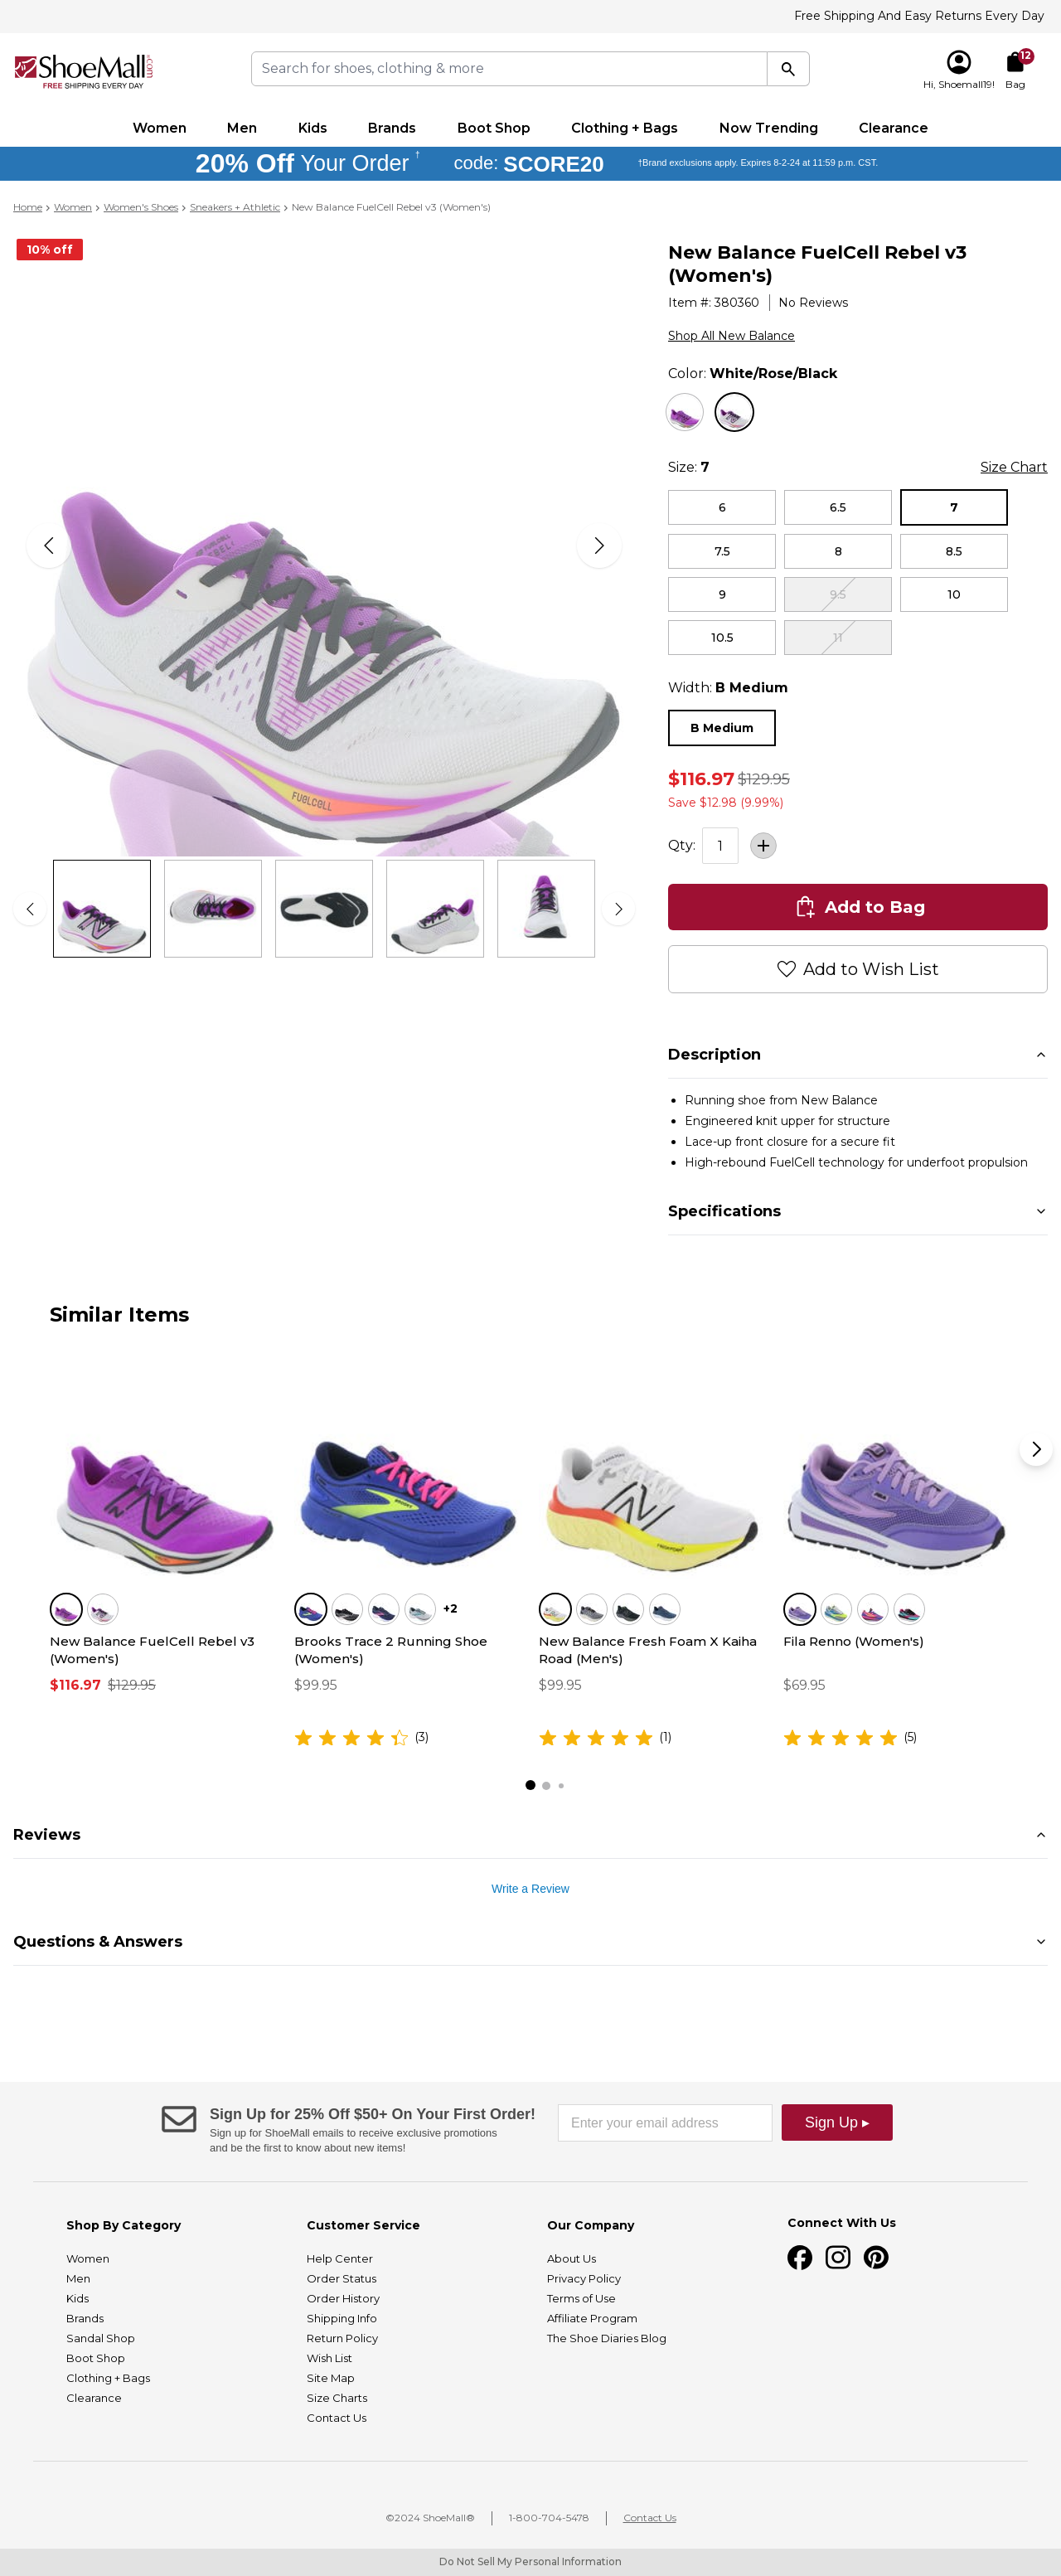 Free Shipping And Easy Returns Every Day
ShoeMall.com
FREE SHIPPING EVERY DAY
Search for shoes, clothing & more
Hi, Shoemall19!
12
Bag
Women Men Kids Brands Boot Shop Clothing + Bags Now Trending Clearance
20% Off Your Order † code: SCORE20 †Brand exclusions apply. Expires 8-2-24 at 11:59 p.m. CST.
Home > Women > Women's Shoes > Sneakers + Athletic > New Balance FuelCell Rebel v3 (Women's)
10% off
FUELCELL
New Balance FuelCell Rebel v3
(Women's)
Item #: 380360 No Reviews
Shop All New Balance
Color: White/Rose/Black
Size: 7 Size Chart
6 6.5 7
7.5 8 8.5
9 9.5 10
10.5 11
Width: B Medium
B Medium
$116.97 $129.95
Save $12.98 (9.99%)
Qty: 1
Add to Bag
Add to Wish List
Description
• Running shoe from New Balance
• Engineered knit upper for structure
• Lace-up front closure for a secure fit
• High-rebound FuelCell technology for underfoot propulsion
Specifications
Similar Items
+2
New Balance FuelCell Rebel v3
(Women's)
$116.97 $129.95
Brooks Trace 2 Running Shoe
(Women's)
$99.95
(3)
New Balance Fresh Foam X Kaiha
Road (Men's)
$99.95
(1)
Fila Renno (Women's)
$69.95
(5)
Reviews
Write a Review
Questions & Answers
Sign Up for 25% Off $50+ On Your First Order!
Sign up for ShoeMall emails to receive exclusive promotions
and be the first to know about new items!
Enter your email address
Sign Up ▸
Shop By Category
Women
Men
Kids
Brands
Sandal Shop
Boot Shop
Clothing + Bags
Clearance
Customer Service
Help Center
Order Status
Order History
Shipping Info
Return Policy
Wish List
Site Map
Size Charts
Contact Us
Our Company
About Us
Privacy Policy
Terms of Use
Affiliate Program
The Shoe Diaries Blog
Connect With Us
©2024 ShoeMall® 1-800-704-5478 Contact Us
Do Not Sell My Personal Information